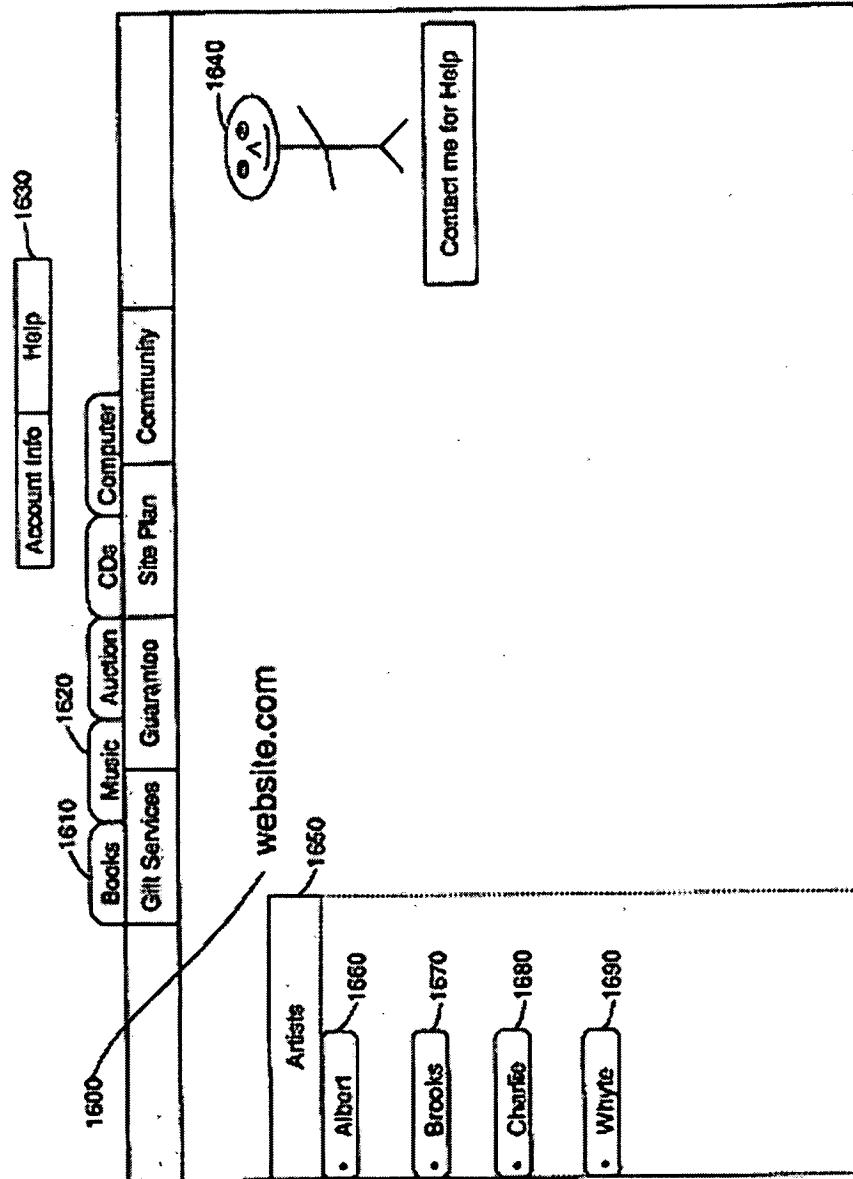 Account Info Help 1630
1610 1620
Books Music Auction CDs Computer
Gift Services Guarantee Site Plan Community
1600
website.com
1640
1650
Artists
• Albert 1660
• Brooks 1670
• Charlie 1680
• Whyte 1690
Contact me for Help